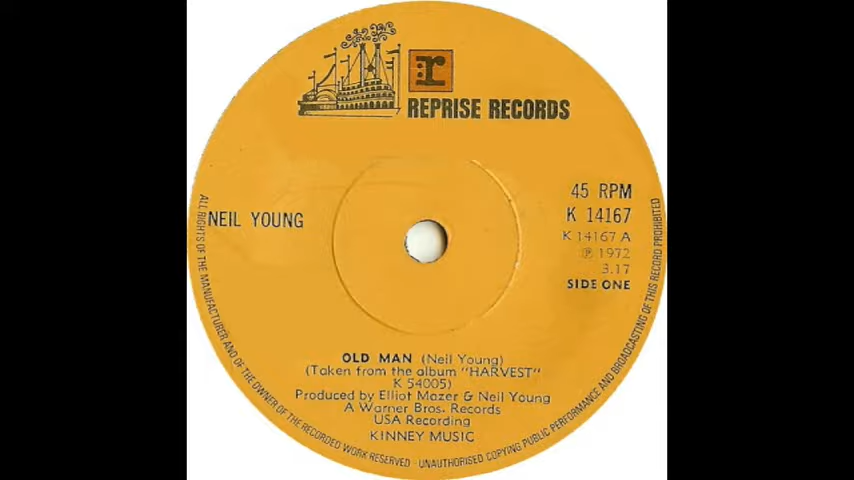 r
REPRISE RECORDS
NEIL YOUNG
45 RPM
K 14167
K 14167 A
Ⓟ 1972
3.17
SIDE ONE
OLD MAN (Neil Young)
(Taken from the album "HARVEST"
K 54005)
Produced by Elliot Mazer & Neil Young
A Warner Bros. Records
USA Recording
KINNEY MUSIC
ALL RIGHTS OF THE MANUFACTURER AND OF THE OWNER OF THE RECORDED WORK RESERVED - UNAUTHORISED COPYING PUBLIC PERFORMANCE AND BROADCASTING OF THIS RECORD PROHIBITED